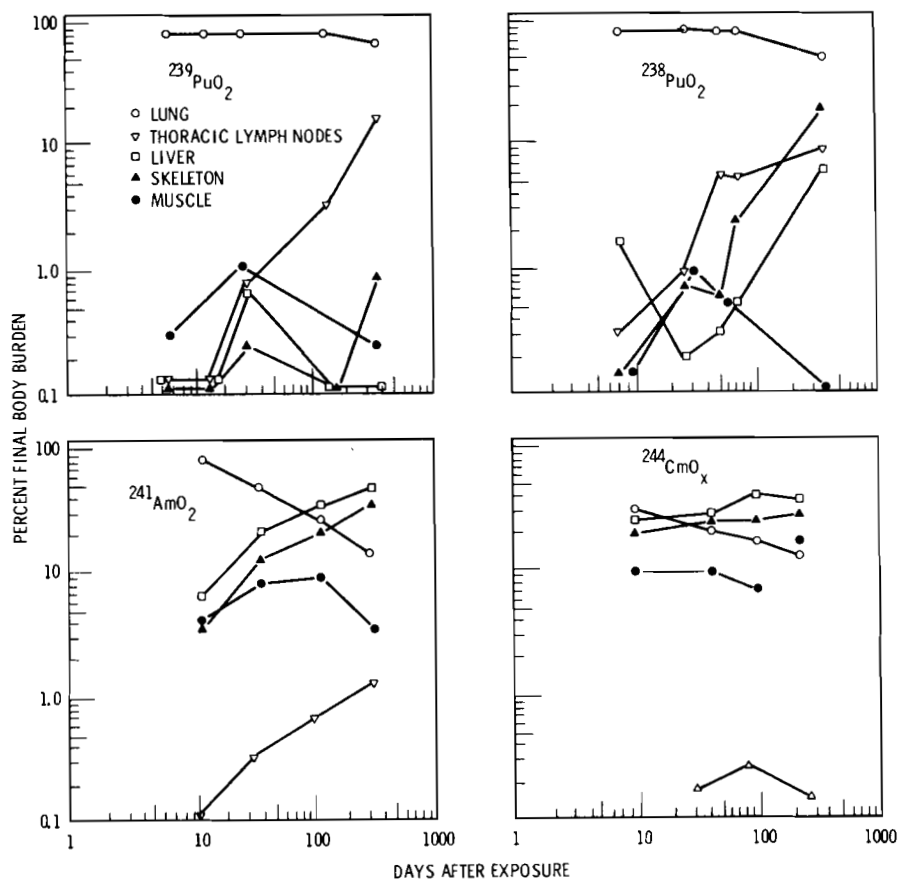 100
10
1.0
0.1
²³⁹PuO₂
LUNG
THORACIC LYMPH NODES
LIVER
SKELETON
MUSCLE
²³⁸PuO₂
PERCENT FINAL BODY BURDEN
100
10
1.0
0.1
²⁴¹AmO₂
1 10 100 1000
²⁴⁴CmOₓ
1 10 100 1000
DAYS AFTER EXPOSURE